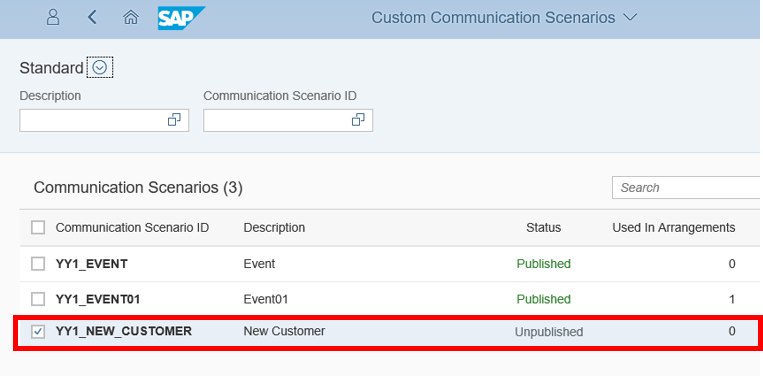 SAP Custom Communication Scenarios
Standard
Description Communication Scenario ID
Communication Scenarios (3) Search
Communication Scenario ID Description Status Used In Arrangements
YY1_EVENT Event Published 0
YY1_EVENT01 Event01 Published 1
YY1_NEW_CUSTOMER New Customer Unpublished 0